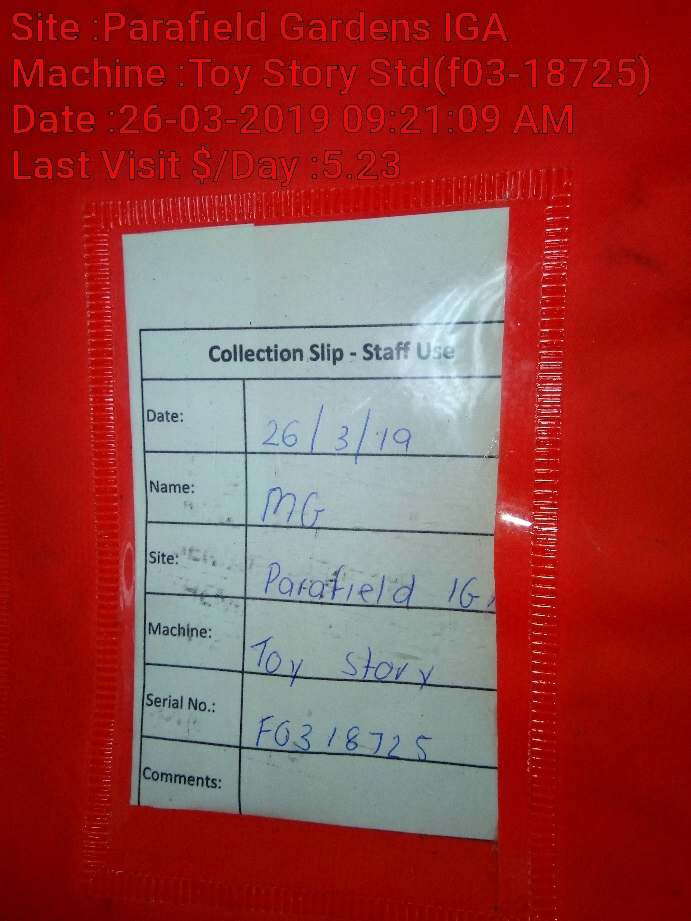 Site :Parafield Gardens IGA
Machine :Toy Story Std(f03-18725)
Date :26-03-2019 09:21:09 AM
Last Visit $/Day :5.23
Collection Slip - Staff Use
Date: 26/3/19
Name: MG
Site: Parafield IG
Machine: Toy Story
Serial No.: F0318725
Comments: